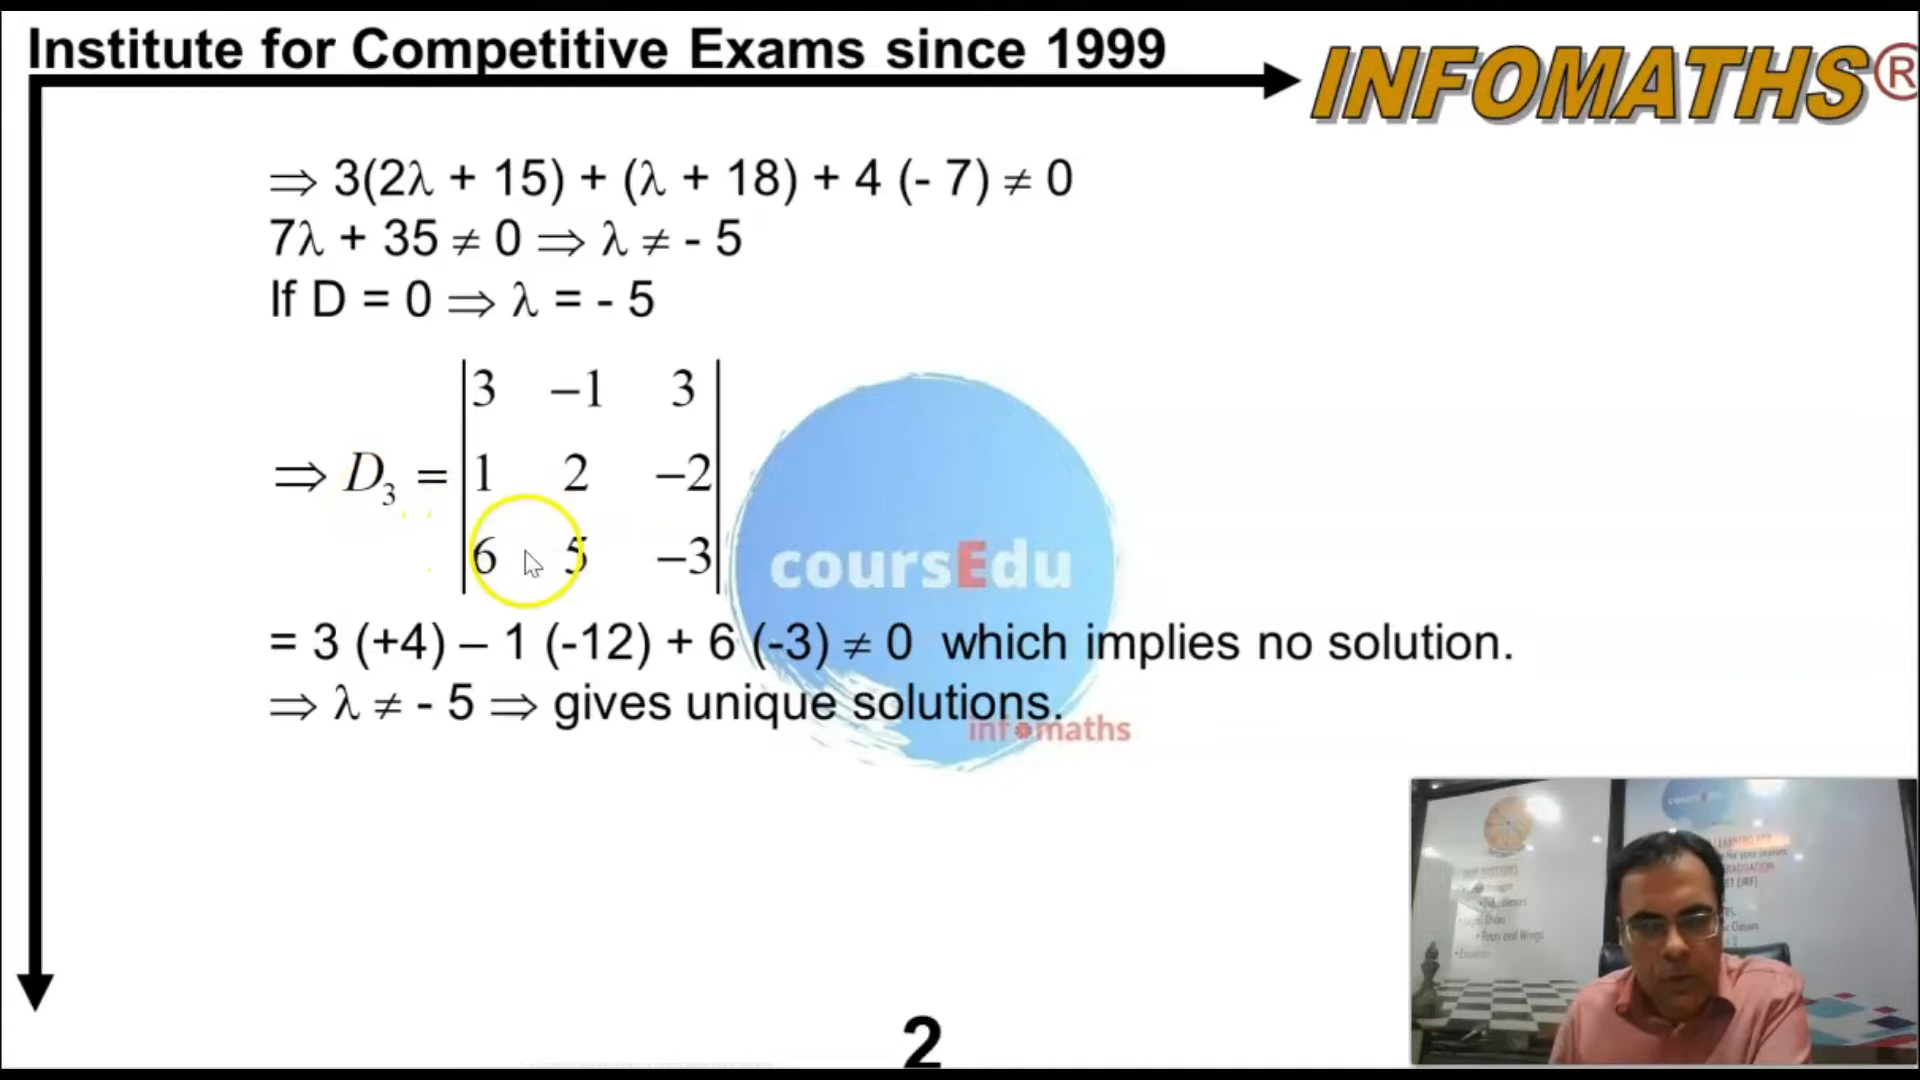 Institute for Competitive Exams since 1999
INFOMATHS®
⇒ 3(2λ + 15) + (λ + 18) + 4 (- 7) ≠ 0
7λ + 35 ≠ 0 ⇒ λ ≠ - 5
If D = 0 ⇒ λ = - 5
⇒ D₃ = |3 −1 3|
|1 2 −2|
|6 5 −3|
coursEdu
= 3 (+4) – 1 (-12) + 6 (-3) ≠ 0 which implies no solution.
⇒ λ ≠ - 5 ⇒ gives unique solutions.
infomaths
2